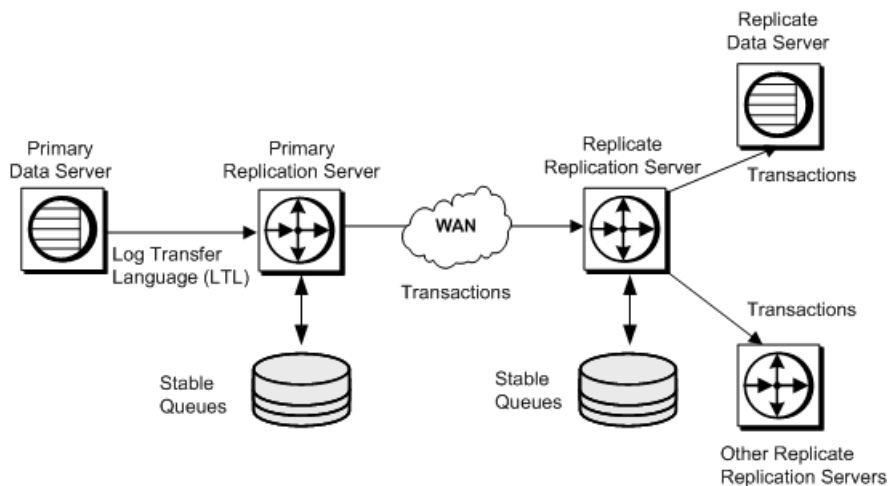 Replicate
Data Server
Primary
Data Server
Primary
Replication Server
Replicate
Replication Server
Transactions
WAN
Log Transfer
Language (LTL)
Transactions
Transactions
Stable
Queues
Stable
Queues
Other Replicate
Replication Servers